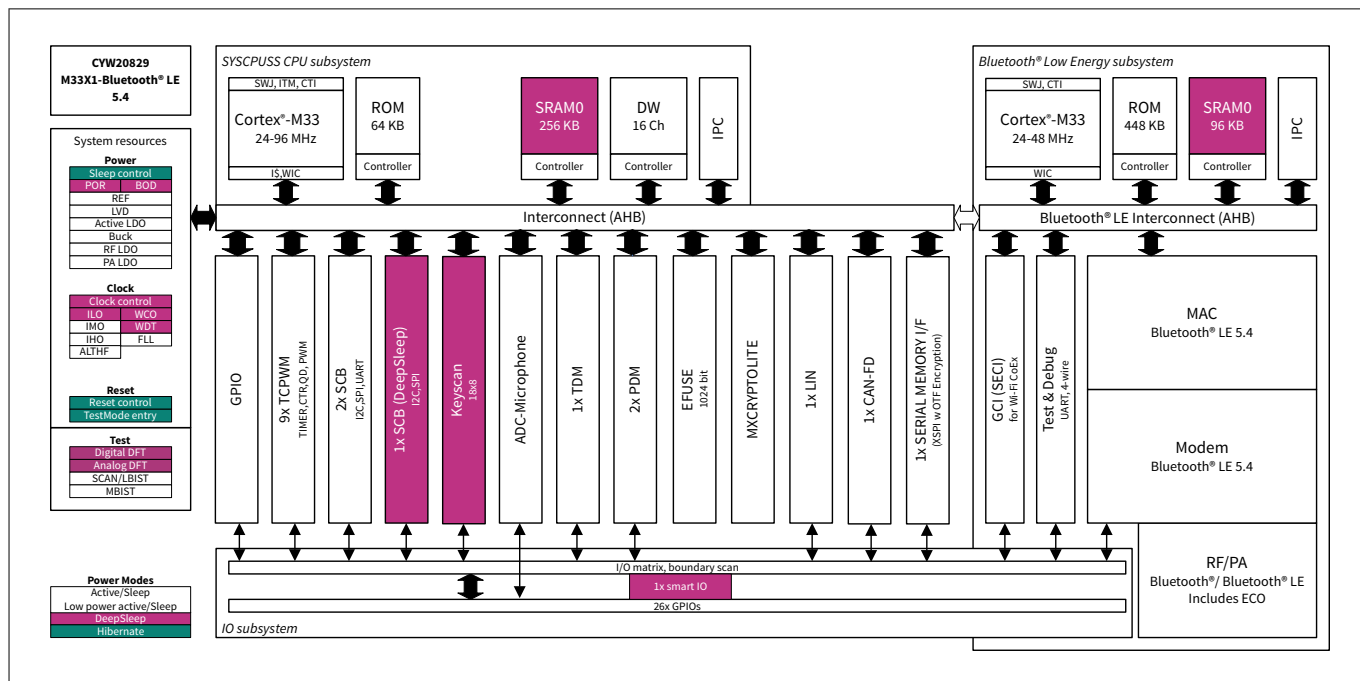 CYW20829
M33X1-Bluetooth® LE
5.4
System resources
Power
Sleep control
POR BOD
REF
LVD
Active LDO
Buck
RF LDO
PA LDO
Clock
Clock control
ILO WCO
IMO WDT
IHO FLL
ALTHF
Reset
Reset control
TestMode entry
Test
Digital DFT
Analog DFT
SCAN/LBIST
MBIST
Power Modes
Active/Sleep
Low power active/Sleep
DeepSleep
Hibernate
SYSCPUSS CPU subsystem
SWJ, ITM, CTI
Cortex®-M33
24-96 MHz
I$,WIC
ROM
64 KB
Controller
SRAM0
256 KB
Controller
DW
16 Ch
Controller
IPC
Interconnect (AHB)
Bluetooth® Low Energy subsystem
SWJ, CTI
Cortex®-M33
24-48 MHz
WIC
ROM
448 KB
Controller
SRAM0
96 KB
Controller
IPC
Bluetooth® LE Interconnect (AHB)
GPIO
9x TCPWM
TIMER,CTR,QD, PWM
2x SCB
I2C,SPI,UART
1x SCB (DeepSleep)
I2C,SPI
Keyscan
18x8
ADC-Microphone
1x TDM
2x PDM
EFUSE
1024 bit
MXCRYPTOLITE
1x LIN
1x CAN-FD
1x SERIAL MEMORY I/F
(XSPI w OTF Encryption)
GCI (SECI)
for Wi-Fi CoEx
Test & Debug
UART, 4-wire
MAC
Bluetooth® LE 5.4
Modem
Bluetooth® LE 5.4
RF/PA
Bluetooth®/ Bluetooth® LE
Includes ECO
I/O matrix, boundary scan
1x smart IO
26x GPIOs
IO subsystem